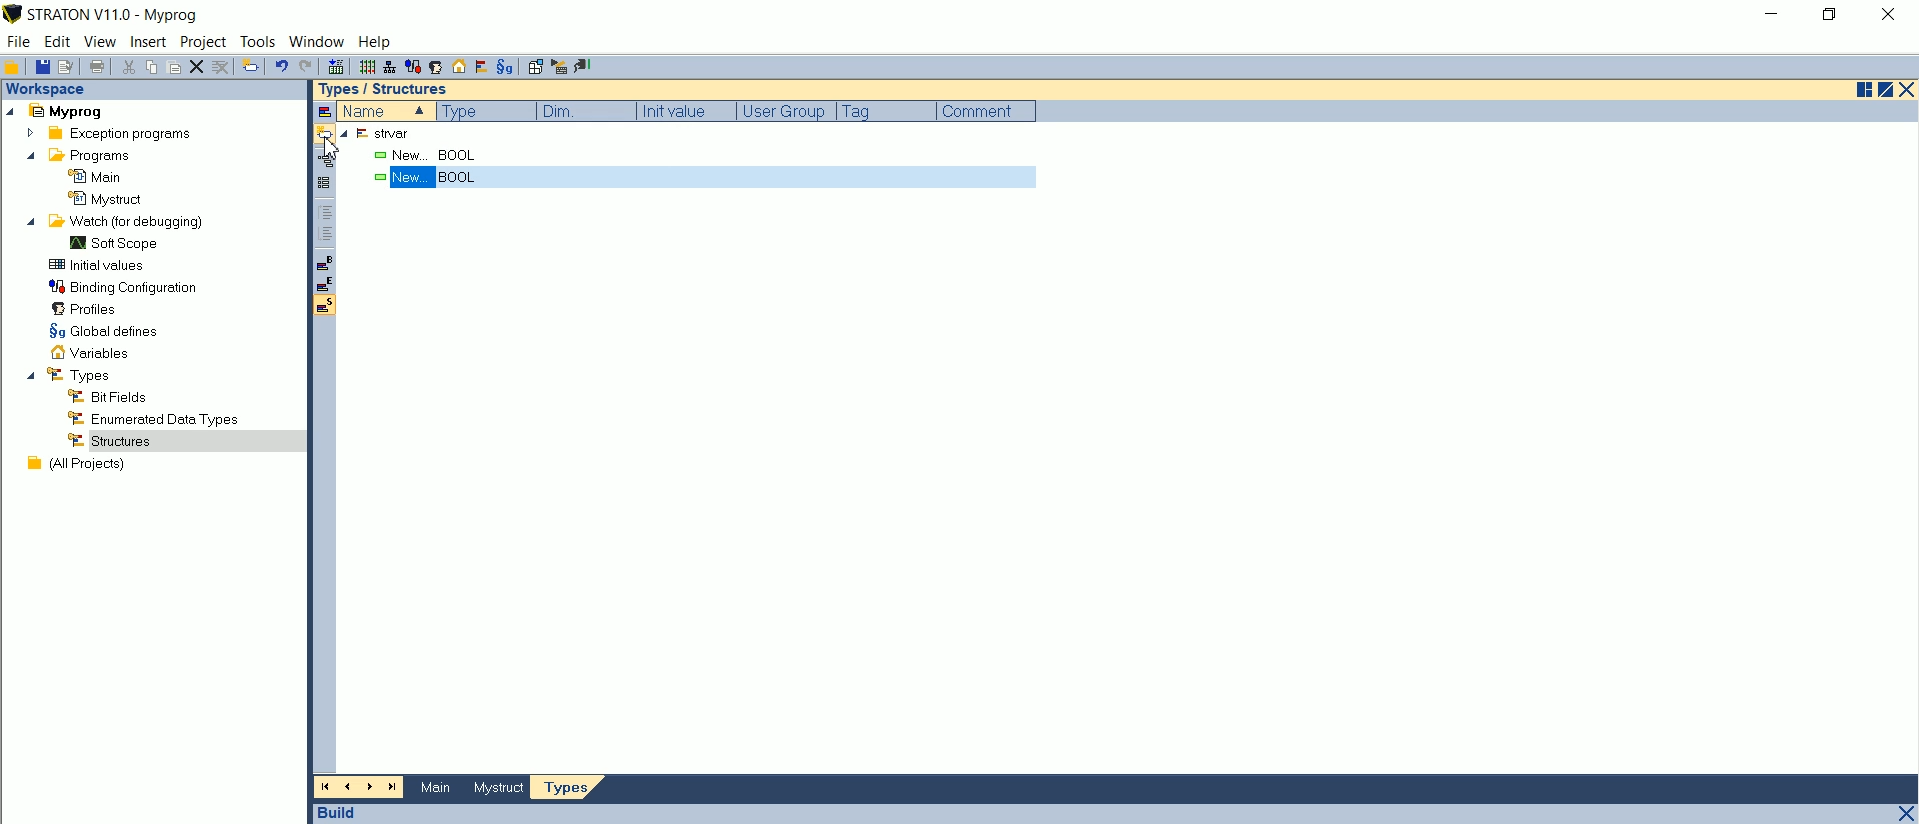 STRATON V11.0 - Myprog
File Edit View Insert Project Tools Window Help
Workspace
Myprog
Exception programs
Programs
Main
Mystruct
Watch (for debugging)
Soft Scope
Initial values
Binding Configuration
Profiles
Global defines
Variables
Types
Bit Fields
Enumerated Data Types
Structures
(All Projects)
Types / Structures
Name Type Dim. Init value User Group Tag Comment
strvar
New... BOOL
New... BOOL
Main Mystruct Types
Build